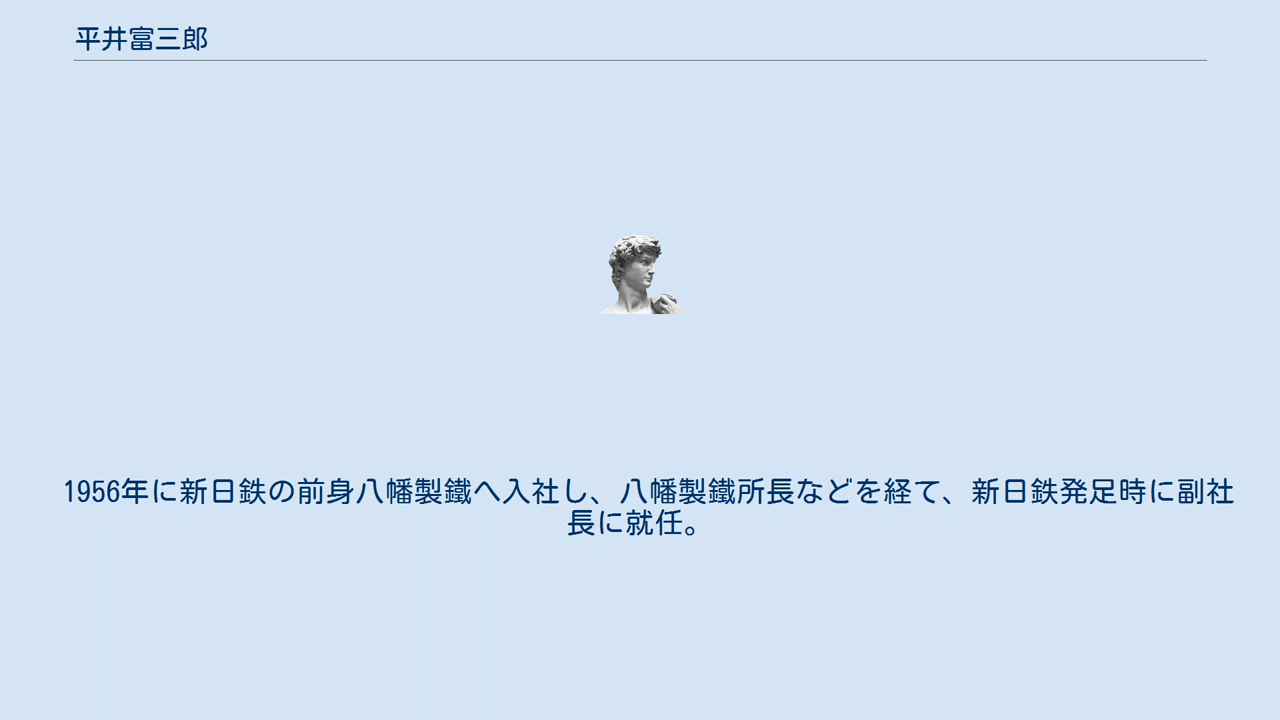 平井富三郎
1956年に新日鉄の前身八幡製鐵へ入社し、八幡製鐵所長などを経て、新日鉄発足時に副社
長に就任。